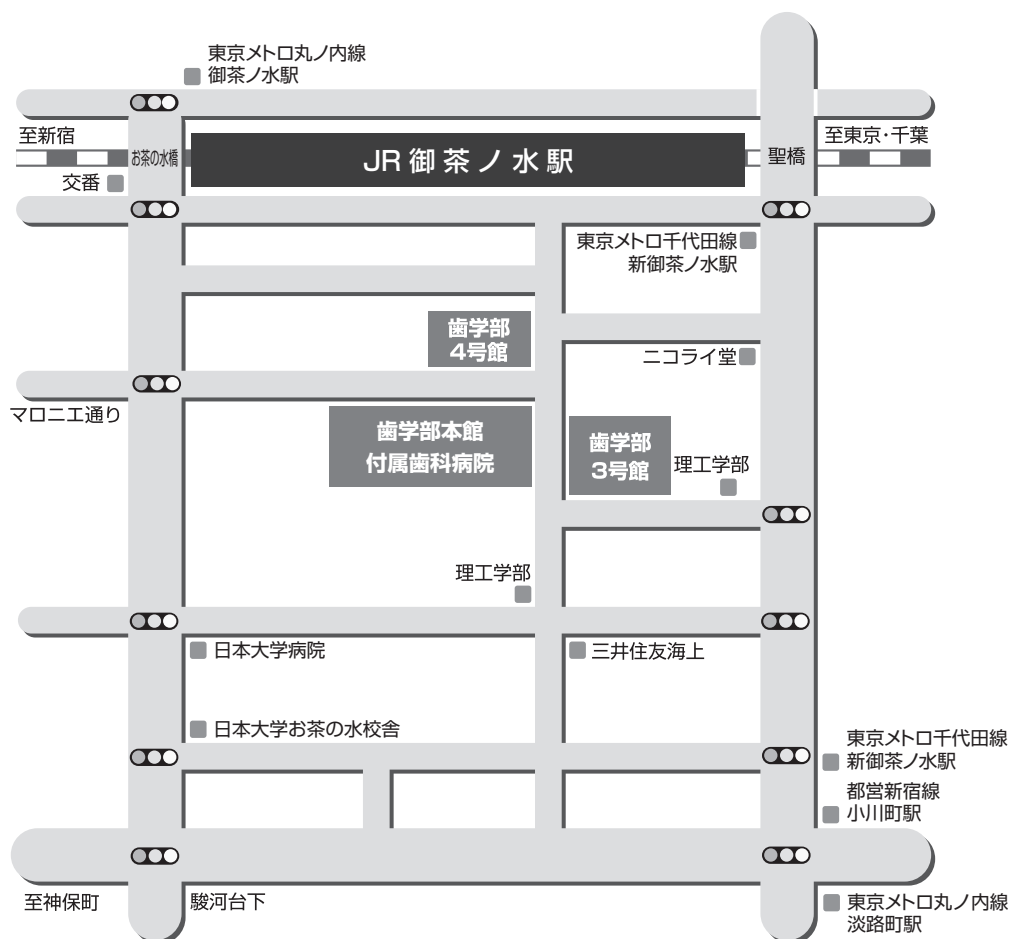 東京メトロ丸ノ内線
御茶ノ水駅
至新宿
お茶の水橋
JR 御茶ノ水駅
聖橋
至東京・千葉
交番
東京メトロ千代田線
新御茶ノ水駅
歯学部
4号館
ニコライ堂
マロニエ通り
歯学部本館
付属歯科病院
歯学部
3号館
理工学部
理工学部
日本大学病院
三井住友海上
日本大学お茶の水校舎
東京メトロ千代田線
新御茶ノ水駅
都営新宿線
小川町駅
至神保町
駿河台下
東京メトロ丸ノ内線
淡路町駅